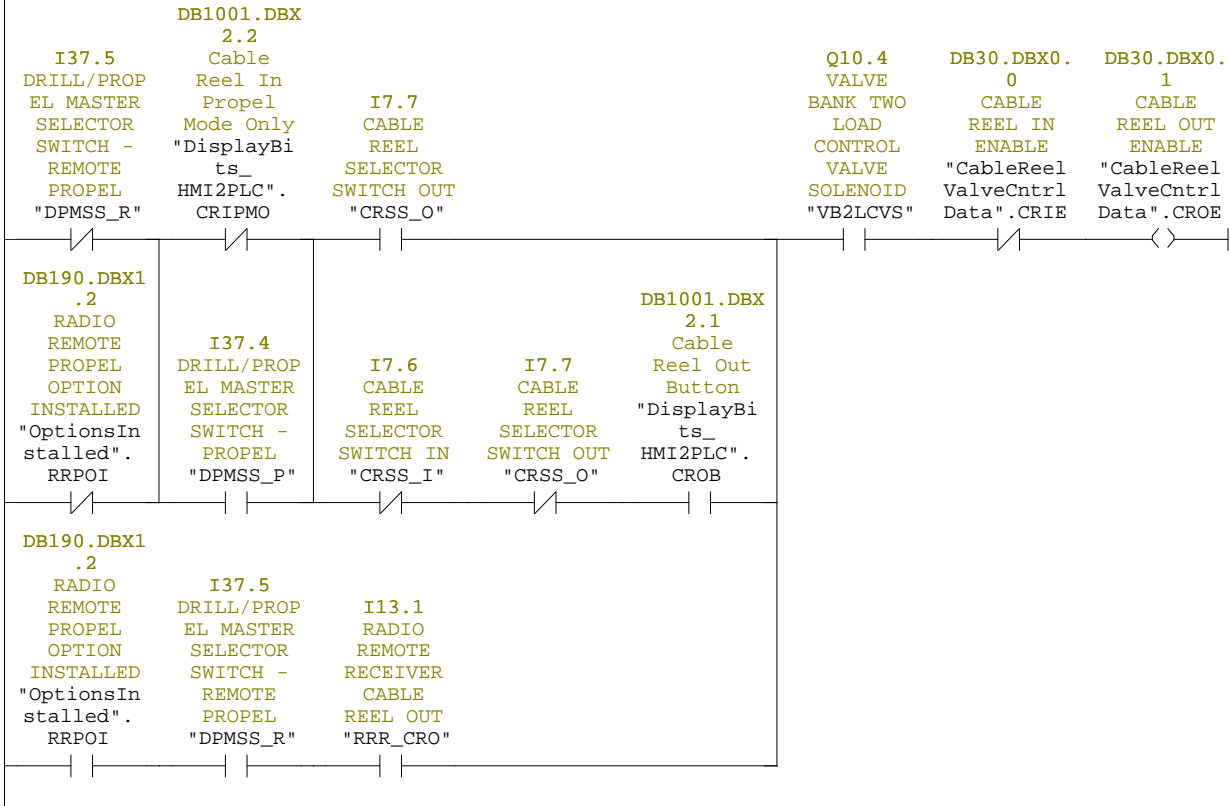 I37.5
DRILL/PROP
EL MASTER
SELECTOR
SWITCH -
REMOTE
PROPEL
"DPMSS_R"
DB1001.DBX
2.2
Cable
Reel In
Propel
Mode Only
"DisplayBi
ts_
HMI2PLC".
CRIPMO
I7.7
CABLE
REEL
SELECTOR
SWITCH OUT
"CRSS_O"
Q10.4
VALVE
BANK TWO
LOAD
CONTROL
VALVE
SOLENOID
"VB2LCVS"
DB30.DBX0.
0
CABLE
REEL IN
ENABLE
"CableReel
ValveCntrl
Data".CRIE
DB30.DBX0.
1
CABLE
REEL OUT
ENABLE
"CableReel
ValveCntrl
Data".CROE
DB190.DBX1
.2
RADIO
REMOTE
PROPEL
OPTION
INSTALLED
"OptionsIn
stalled".
RRPOI
I37.4
DRILL/PROP
EL MASTER
SELECTOR
SWITCH -
PROPEL
"DPMSS_P"
I7.6
CABLE
REEL
SELECTOR
SWITCH IN
"CRSS_I"
I7.7
CABLE
REEL
SELECTOR
SWITCH OUT
"CRSS_O"
DB1001.DBX
2.1
Cable
Reel Out
Button
"DisplayBi
ts_
HMI2PLC".
CROB
DB190.DBX1
.2
RADIO
REMOTE
PROPEL
OPTION
INSTALLED
"OptionsIn
stalled".
RRPOI
I37.5
DRILL/PROP
EL MASTER
SELECTOR
SWITCH -
REMOTE
PROPEL
"DPMSS_R"
I13.1
RADIO
REMOTE
RECEIVER
CABLE
REEL OUT
"RRR_CRO"